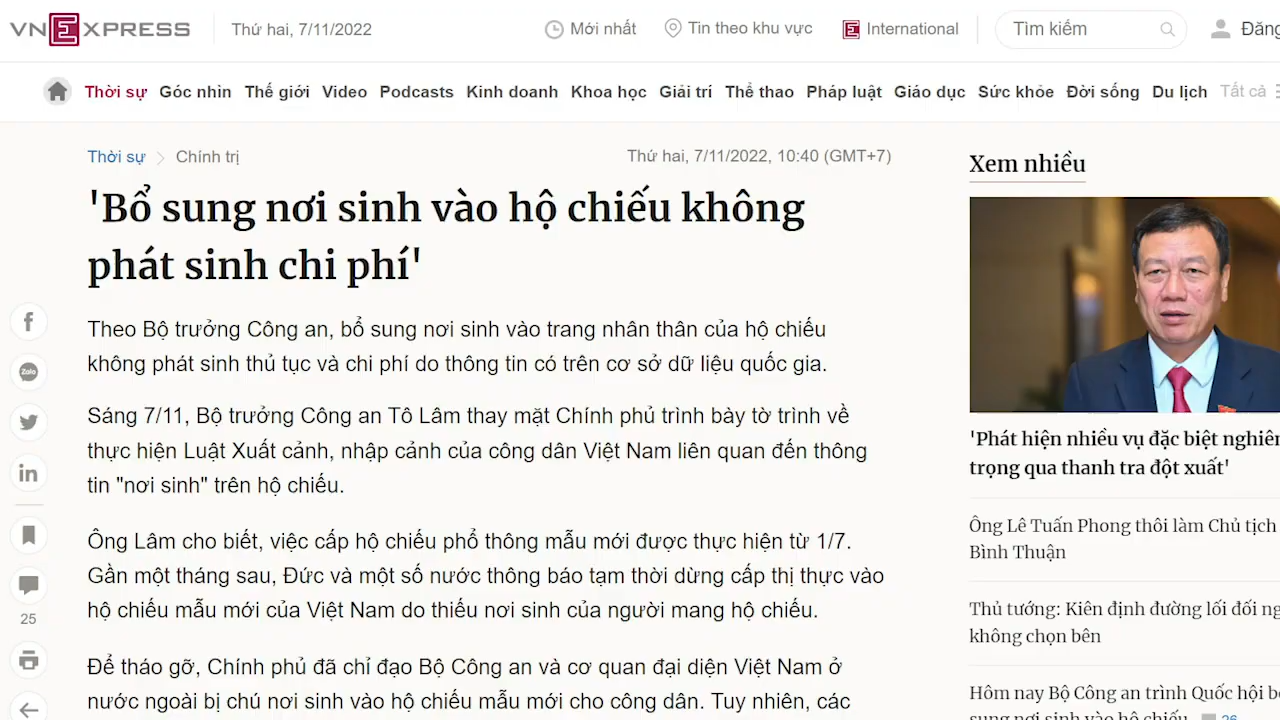 VNEXPRESS
Thứ hai, 7/11/2022
Mới nhất
Tin theo khu vực
E International
Tìm kiếm
Thời sự Góc nhìn Thế giới Video Podcasts Kinh doanh Khoa học Giải trí Thể thao Pháp luật Giáo dục Sức khỏe Đời sống Du lịch Tất cả
Thời sự > Chính trị
Thứ hai, 7/11/2022, 10:40 (GMT+7)
'Bổ sung nơi sinh vào hộ chiếu không
phát sinh chi phí'
Theo Bộ trưởng Công an, bổ sung nơi sinh vào trang nhân thân của hộ chiếu
không phát sinh thủ tục và chi phí do thông tin có trên cơ sở dữ liệu quốc gia.
Sáng 7/11, Bộ trưởng Công an Tô Lâm thay mặt Chính phủ trình bày tờ trình về
thực hiện Luật Xuất cảnh, nhập cảnh của công dân Việt Nam liên quan đến thông
tin "nơi sinh" trên hộ chiếu.
Ông Lâm cho biết, việc cấp hộ chiếu phổ thông mẫu mới được thực hiện từ 1/7.
Gần một tháng sau, Đức và một số nước thông báo tạm thời dừng cấp thị thực vào
hộ chiếu mẫu mới của Việt Nam do thiếu nơi sinh của người mang hộ chiếu.
Để tháo gỡ, Chính phủ đã chỉ đạo Bộ Công an và cơ quan đại diện Việt Nam ở
nước ngoài bị chú nơi sinh vào hộ chiếu mẫu mới cho công dân. Tuy nhiên, các
Zalo
25
Xem nhiều
'Phát hiện nhiều vụ đặc biệt nghiêm
trọng qua thanh tra đột xuất'
Ông Lê Tuấn Phong thôi làm Chủ tịch
Bình Thuận
Thủ tướng: Kiên định đường lối đối
không chọn bên
Hôm nay Bộ Công an trình Quốc hội
sung nơi sinh vào hộ chiếu 26